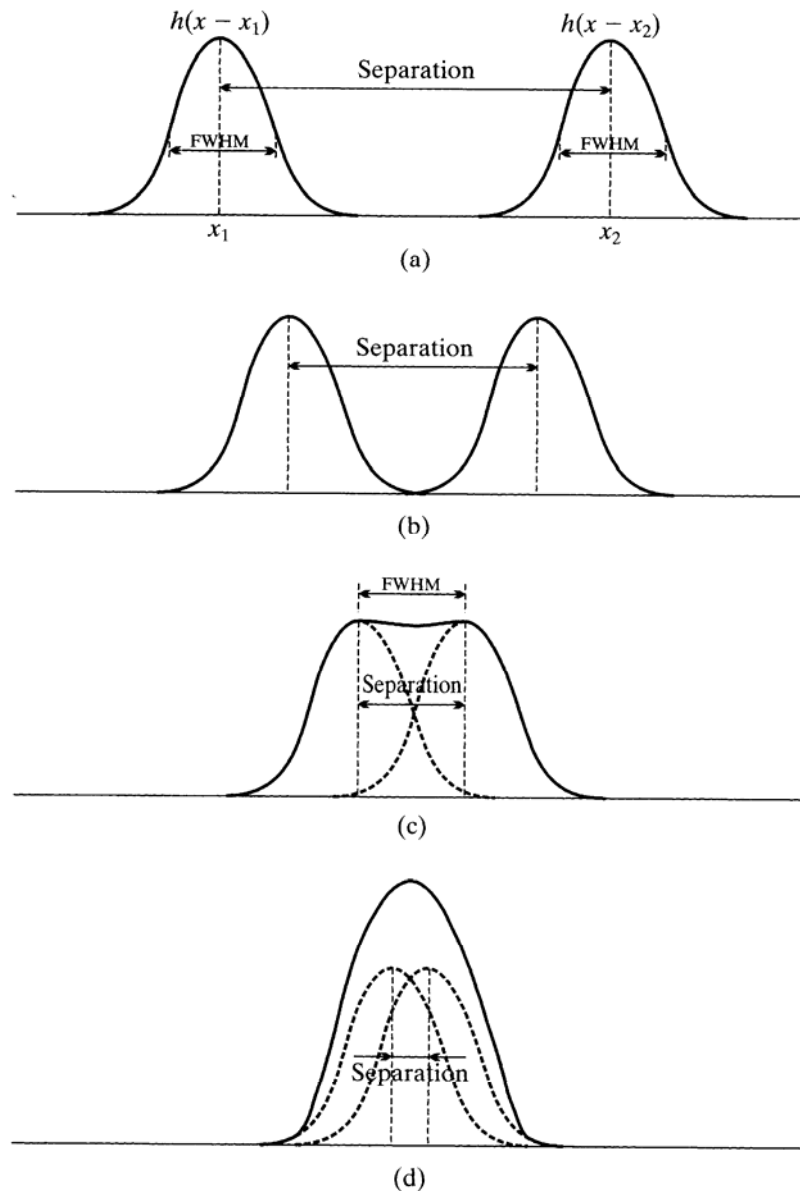 h(x − x₁) h(x − x₂)
Separation
FWHM FWHM
x₁ x₂
(a)
Separation
(b)
FWHM
Separation
(c)
Separation
(d)